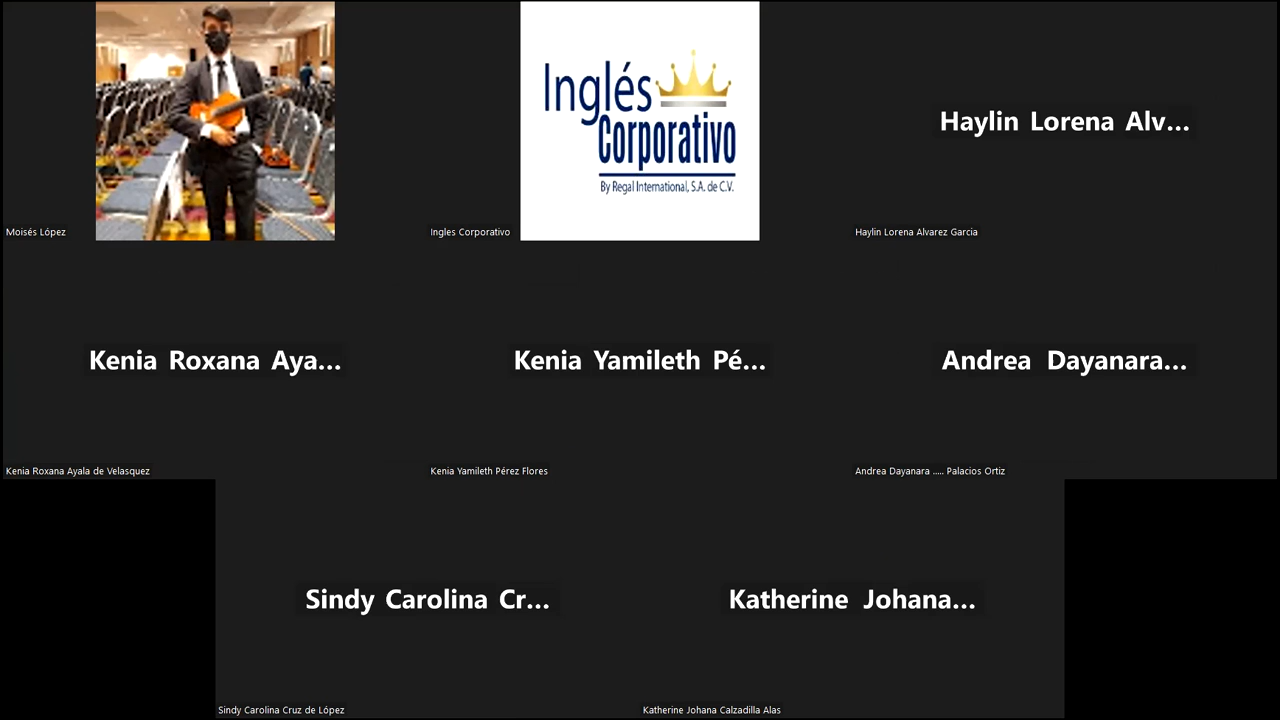 Inglés
Corporativo
By Regal International, S.A. de C.V.
Haylin Lorena Alv...
Moisés López
Ingles Corporativo
Haylin Lorena Alvarez Garcia
Kenia Roxana Aya...
Kenia Yamileth Pé...
Andrea Dayanara...
Kenia Roxana Ayala de Velasquez
Kenia Yamileth Pérez Flores
Andrea Dayanara ..... Palacios Ortiz
Sindy Carolina Cr...
Katherine Johana...
Sindy Carolina Cruz de López
Katherine Johana Calzadilla Alas